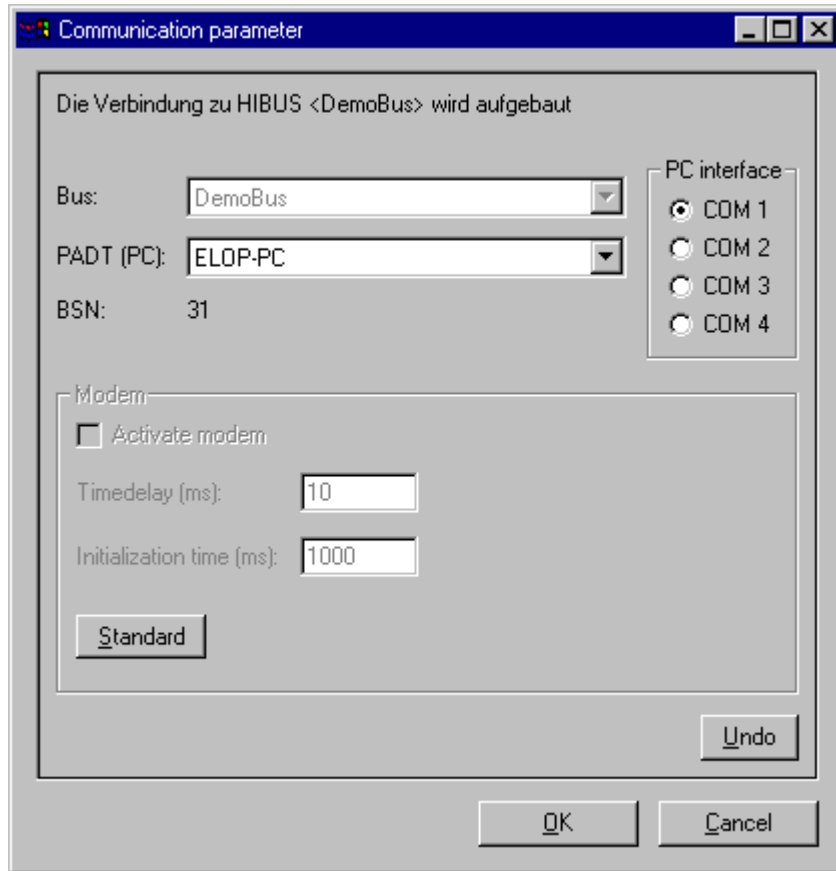 Communication parameter
Die Verbindung zu HIBUS <DemoBus> wird aufgebaut
PC interface
Bus: DemoBus
COM 1
PADT (PC): ELOP-PC
COM 2
BSN: 31
COM 3
COM 4
Modem
Activate modem
Timedelay (ms): 10
Initialization time (ms): 1000
Standard
Undo
OK Cancel